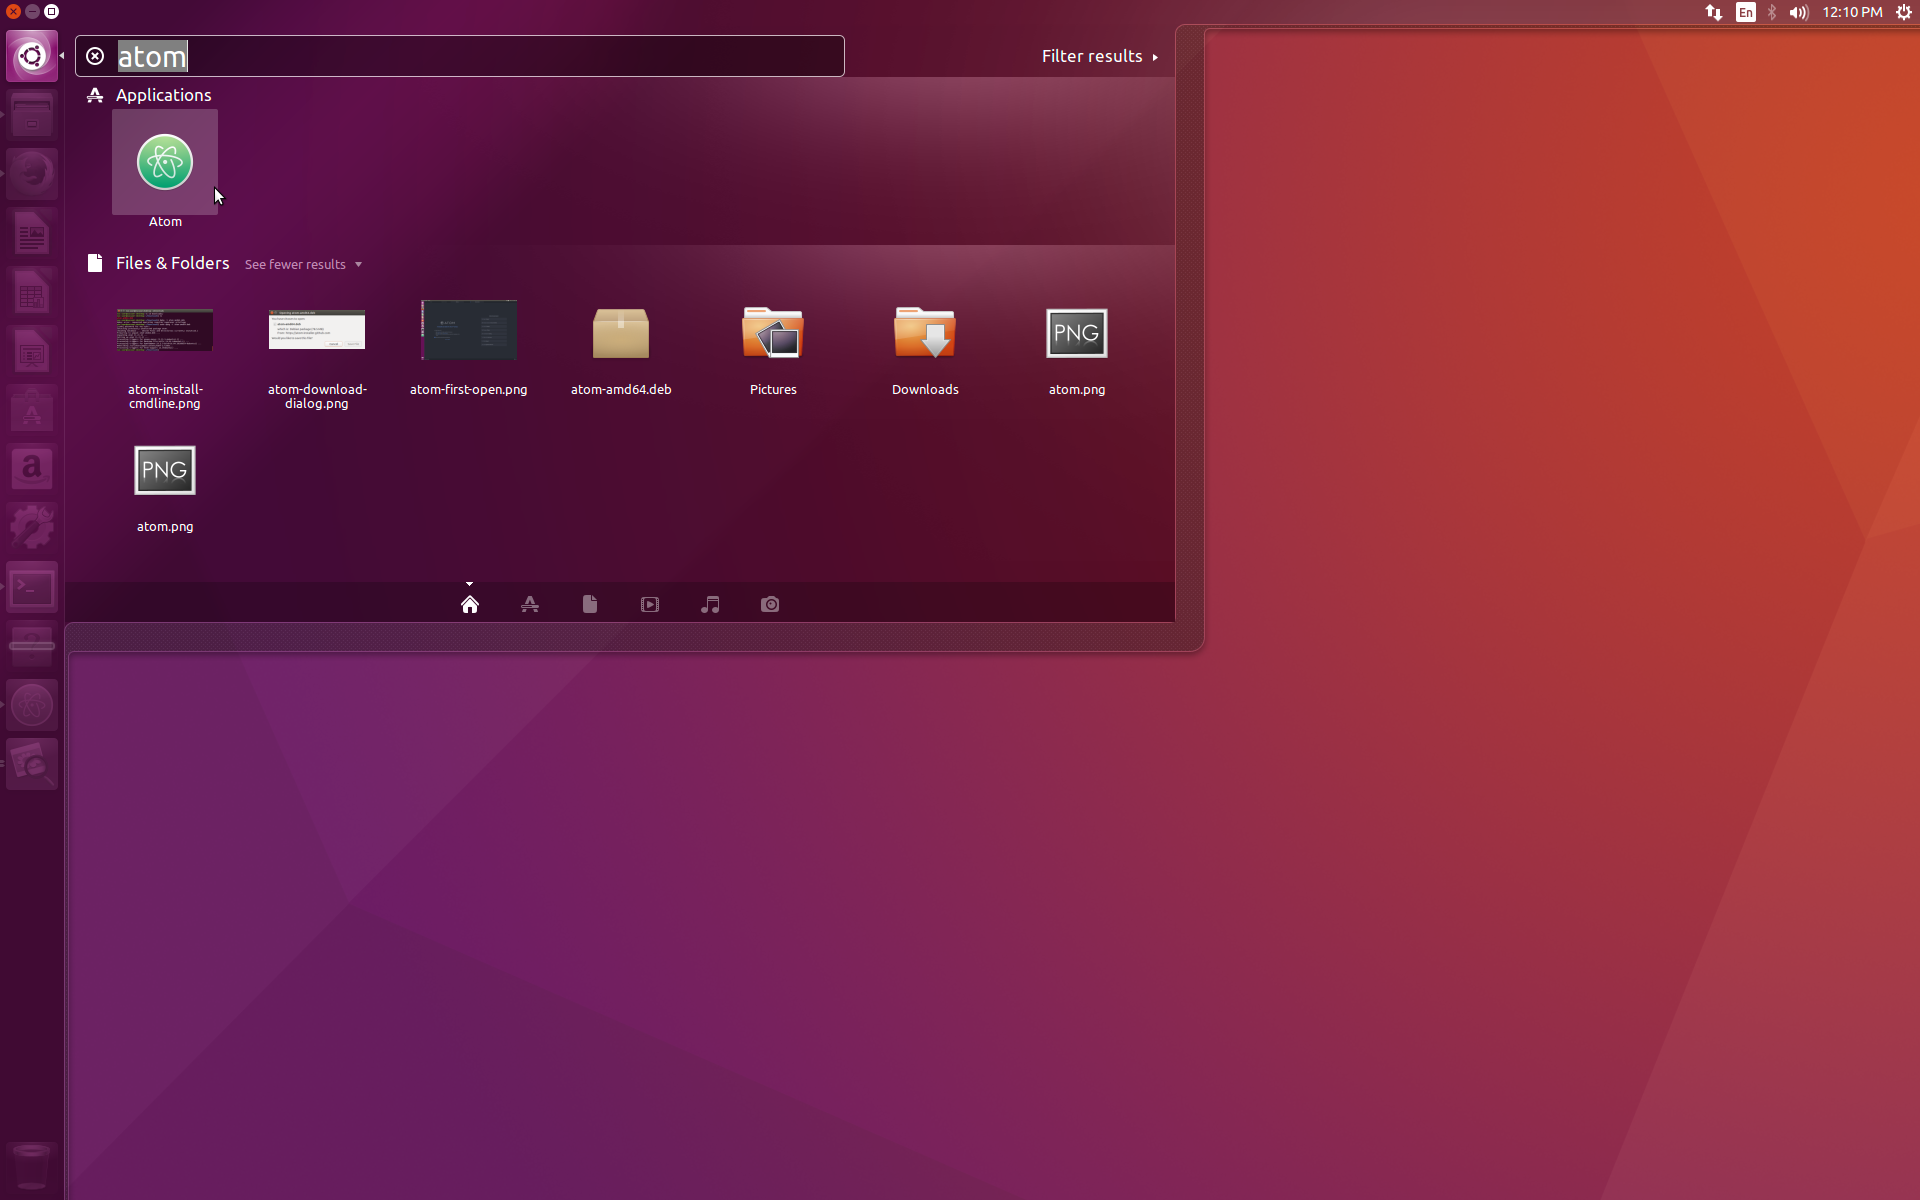 En
12:10 PM
atom
Filter results
Applications
Atom
Files & Folders
See fewer results
atom-install-
cmdline.png
atom-download-
dialog.png
atom-first-open.png
atom-amd64.deb
Pictures
Downloads
PNG
atom.png
PNG
atom.png
a